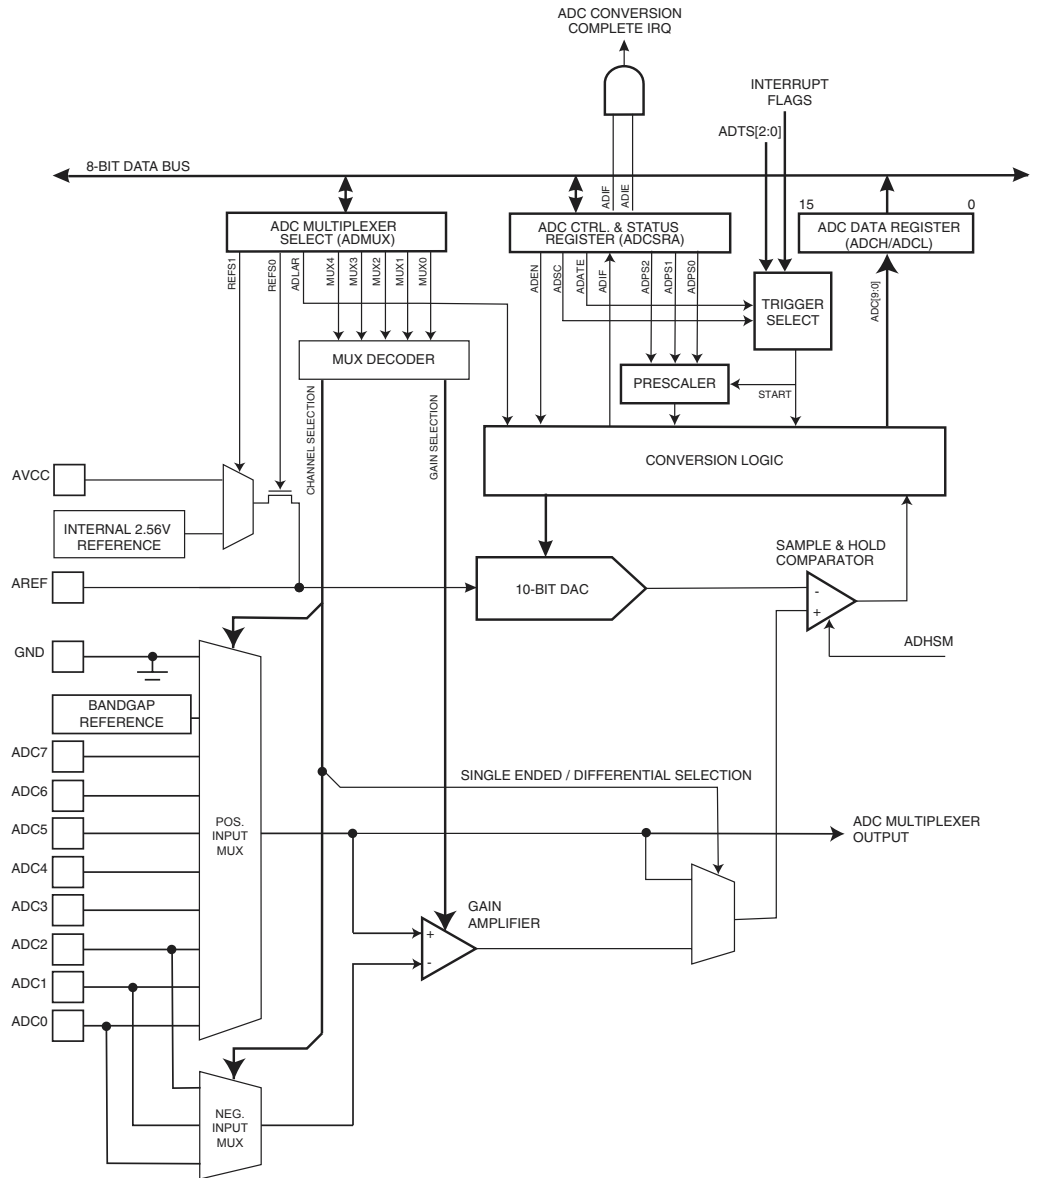 ADC CONVERSION
COMPLETE IRQ
INTERRUPT
FLAGS
ADTS[2:0]
8-BIT DATA BUS
ADIF
ADIE
15
0
ADC MULTIPLEXER
SELECT (ADMUX)
ADC CTRL. & STATUS
REGISTER (ADCSRA)
ADC DATA REGISTER
(ADCH/ADCL)
REFS1
REFS0
ADLAR
MUX4
MUX3
MUX2
MUX1
MUX0
ADEN
ADSC
ADATE
ADIF
ADPS2
ADPS1
ADPS0
ADC[9:0]
TRIGGER
SELECT
MUX DECODER
PRESCALER
START
CHANNEL SELECTION
GAIN SELECTION
CONVERSION LOGIC
AVCC
INTERNAL 2.56V
REFERENCE
SAMPLE & HOLD
COMPARATOR
AREF
10-BIT DAC
-
+
ADHSM
GND
BANDGAP
REFERENCE
ADC7
ADC6
ADC5
ADC4
ADC3
ADC2
ADC1
ADC0
SINGLE ENDED / DIFFERENTIAL SELECTION
POS.
INPUT
MUX
ADC MULTIPLEXER
OUTPUT
GAIN
AMPLIFIER
+
-
NEG.
INPUT
MUX